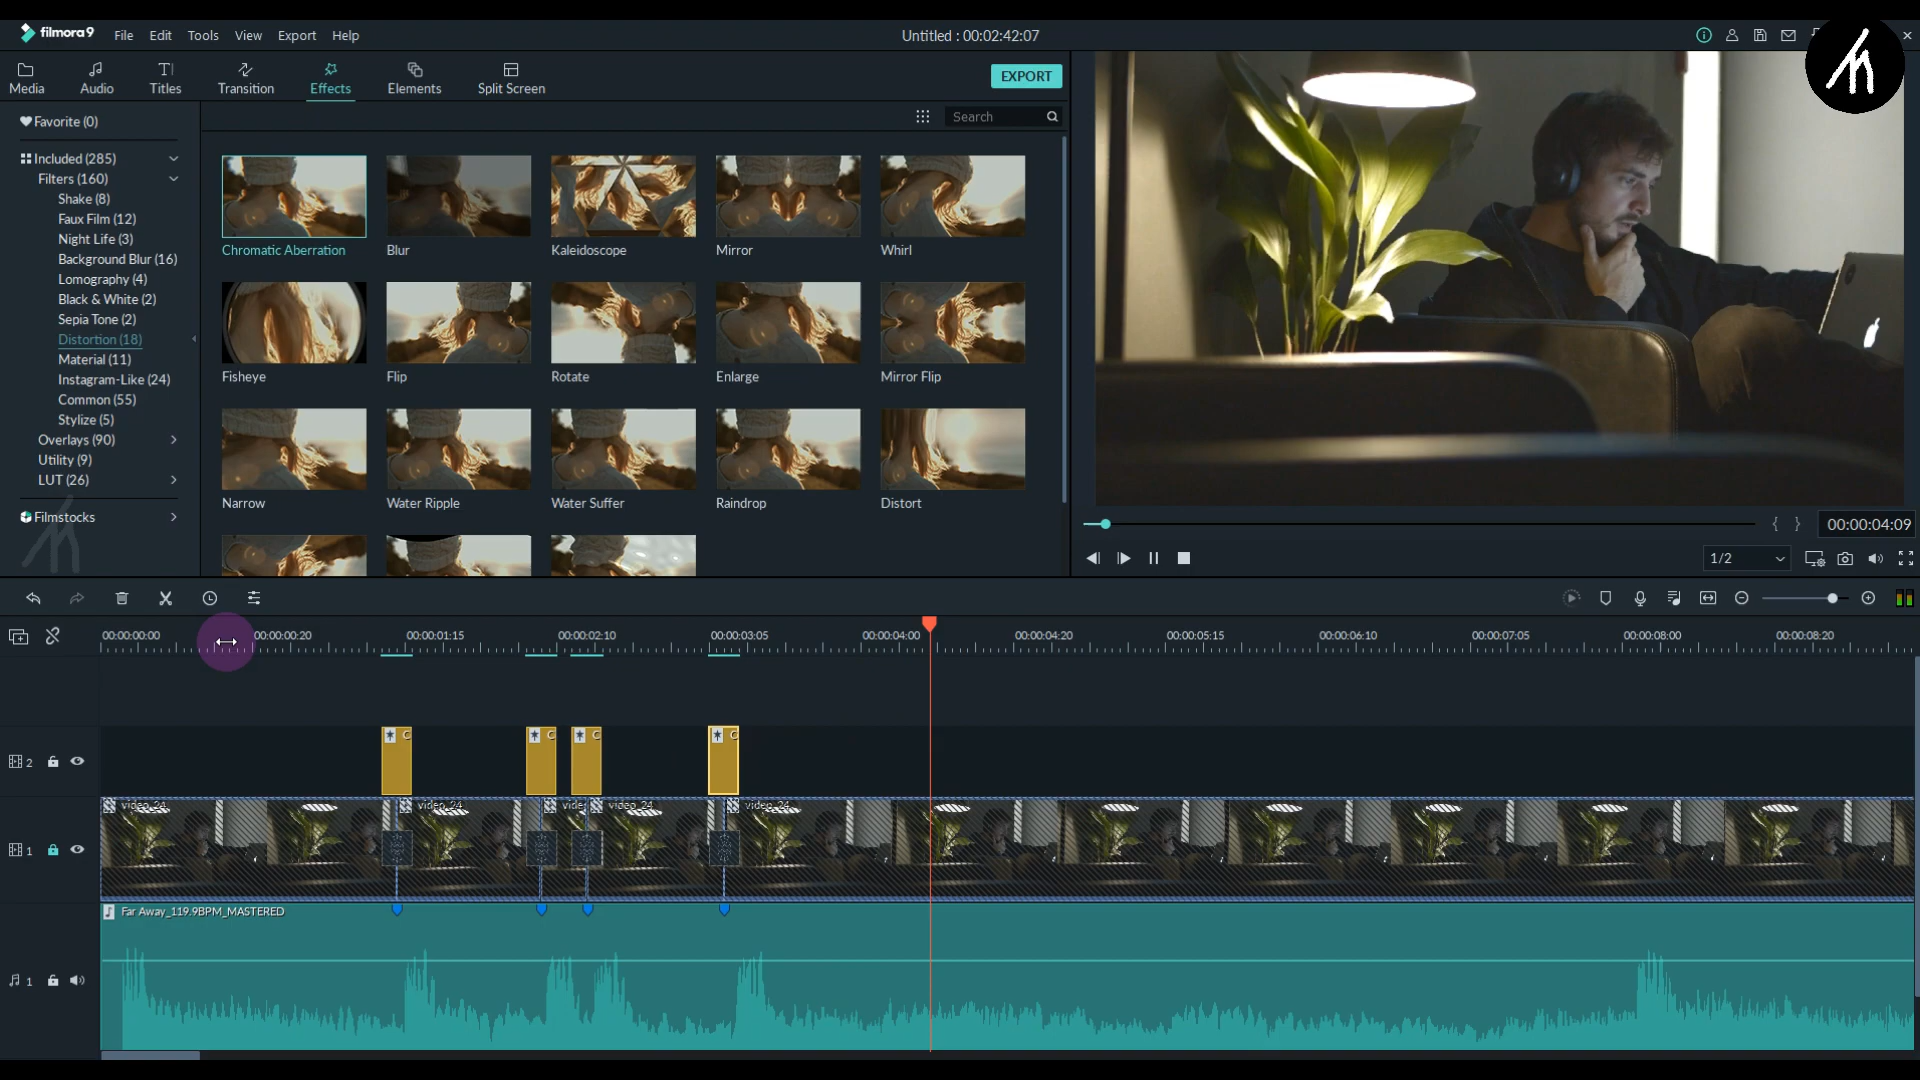 filmora9
File Edit Tools View Export Help
Untitled : 00:02:42:07
Media Audio Titles Transition Effects Elements Split Screen
EXPORT
Search
Favorite (0)
Included (285)
Filters (160)
Shake (8)
Faux Film (12)
Night Life (3)
Background Blur (16)
Lomography (4)
Black & White (2)
Sepia Tone (2)
Distortion (18)
Material (11)
Instagram-Like (24)
Common (55)
Stylize (5)
Overlays (90)
Utility (9)
LUT (26)
Filmstocks
Chromatic Aberration Blur Kaleidoscope Mirror Whirl
Fisheye Flip Rotate Enlarge Mirror Flip
Narrow Water Ripple Water Suffer Raindrop Distort
{ } 00:00:04:09
1/2
00:00:00:00 00:00:00:20 00:00:01:15 00:00:02:10 00:00:03:05 00:00:04:00 00:00:04:20 00:00:05:15 00:00:06:10 00:00:07:05 00:00:08:00 00:00:08:20
2 C C C C
video_24 video_24 vide video_24 video_24
1
Far Away_119.9BPM_MASTERED
1